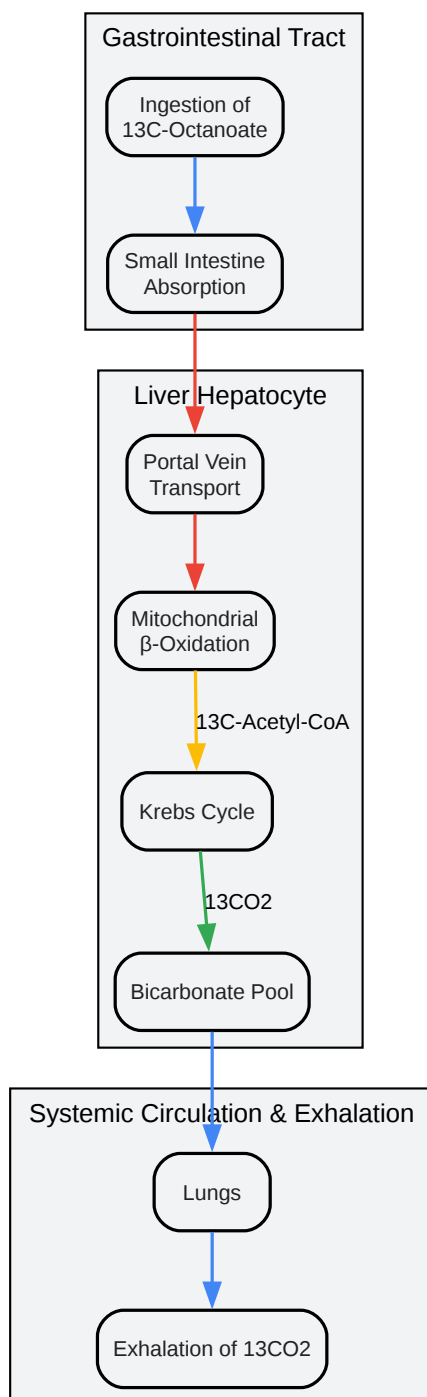 Gastrointestinal Tract
Ingestion of
13C-Octanoate
Small Intestine
Absorption
Liver Hepatocyte
Portal Vein
Transport
Mitochondrial
β-Oxidation
13C-Acetyl-CoA
Krebs Cycle
13CO2
Bicarbonate Pool
Systemic Circulation & Exhalation
Lungs
Exhalation of 13CO2